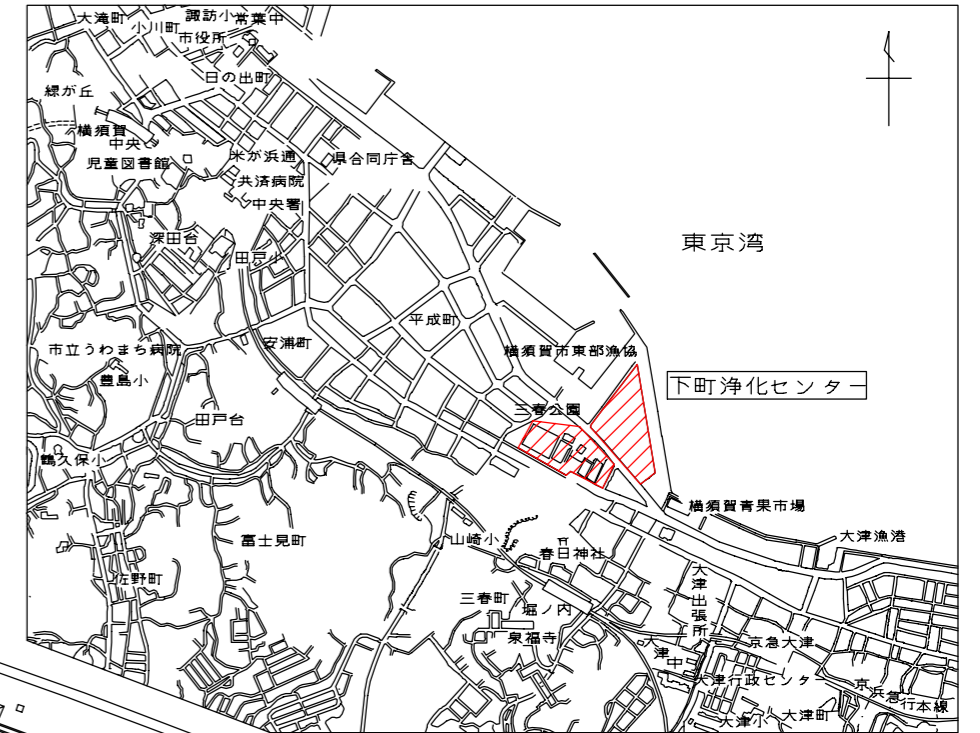 大滝町
小川町
諏訪小
常葉中
市役所
日の出町
緑が丘
横須賀
中央
児童図書館
米が浜通
県合同庁舎
共済病院
中央署
深田台
田戸小
東京湾
平成町
安浦町
横須賀市東部漁協
市立うわまち病院
豊島小
下町浄化センター
三春公園
田戸台
鶴久保小
横須賀青果市場
大津漁港
富士見町
山崎小
春日神社
佐野町
大津出張所
三春町
堀ノ内
泉福寺
大津中
京急大津
大津行政センター
京浜急行本線
大津小
大津町